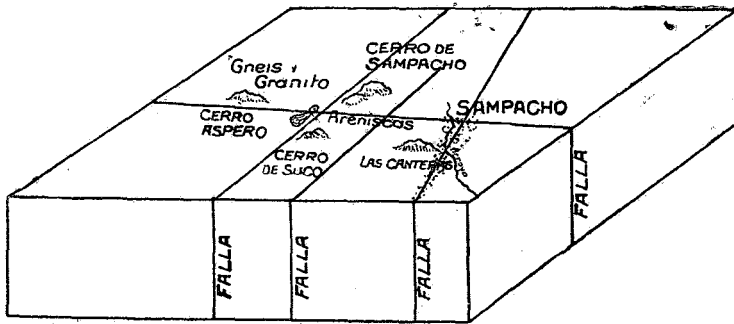 CERRO DE
SAMPACHO
Gneis y
Granito
SAMPACHO
Areniscas
CERRO
ASPERO
CERRO
DE SUCO
LAS CANTERAS
FALLA
FALLA
FALLA
FALLA